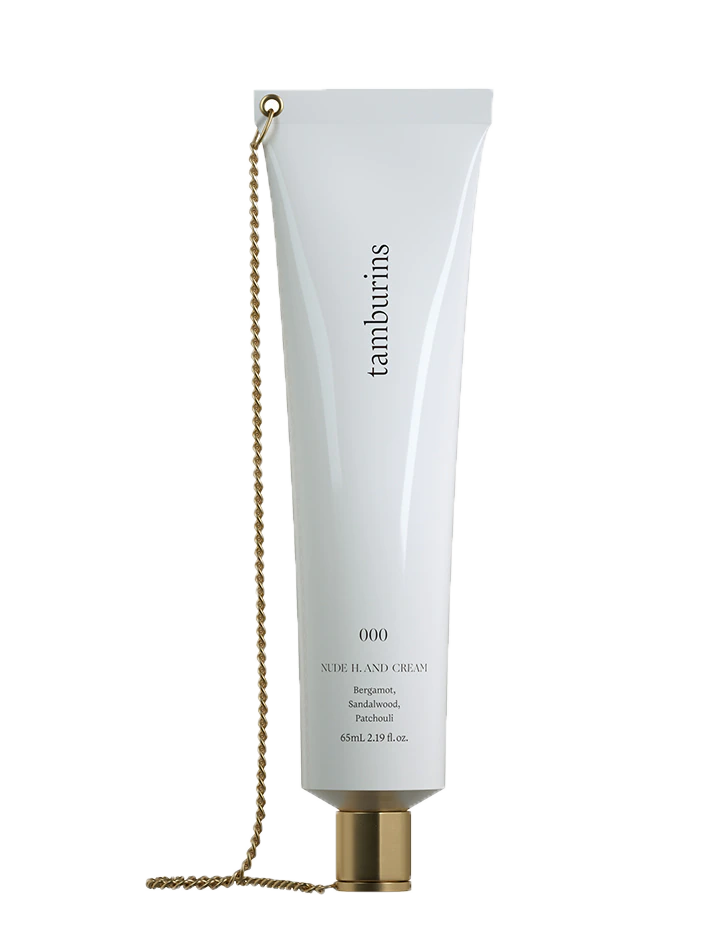 tamburins
000
NUDE H. AND CREAM
Bergamot,
Sandalwood,
Patchouli
65mL 2.19 fl. oz.